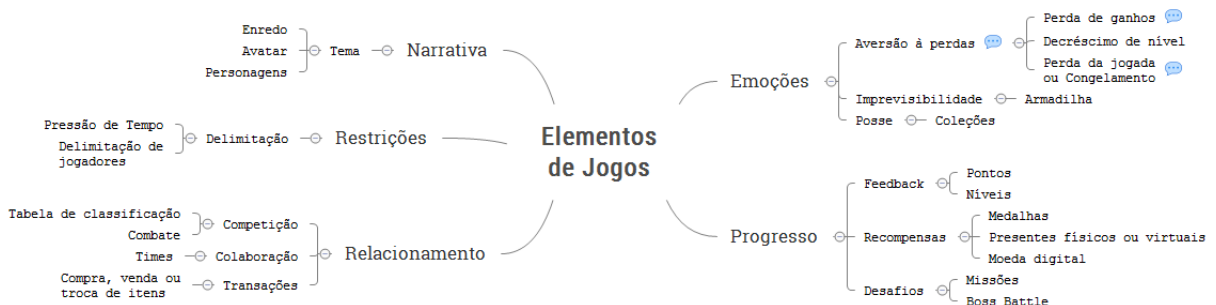 Elementos
de Jogos
Narrativa
Tema
Enredo
Avatar
Personagens
Restrições
Delimitação
Pressão de Tempo
Delimitação de
jogadores
Relacionamento
Competição
Tabela de classificação
Combate
Colaboração
Times
Transações
Compra, venda ou
troca de itens
Emoções
Aversão à perdas
Perda de ganhos
Decréscimo de nível
Perda da jogada
ou Congelamento
Imprevisibilidade
Armadilha
Posse
Coleções
Progresso
Feedback
Pontos
Níveis
Recompensas
Medalhas
Presentes físicos ou virtuais
Moeda digital
Desafios
Missões
Boss Battle